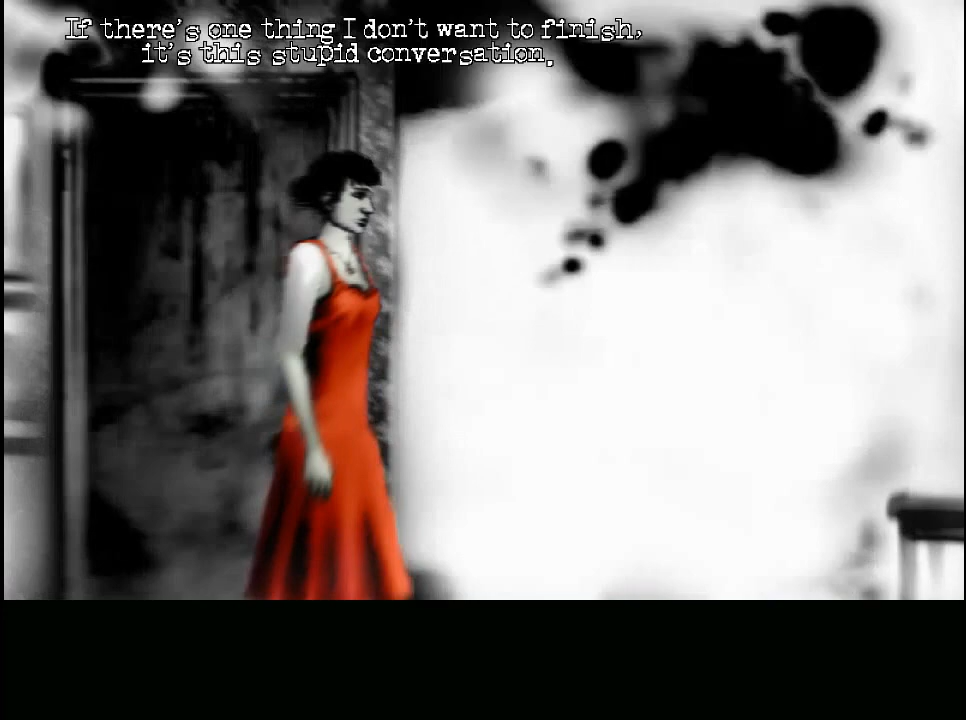 If there's one thing I don't want to finish,
it's this stupid conversation.